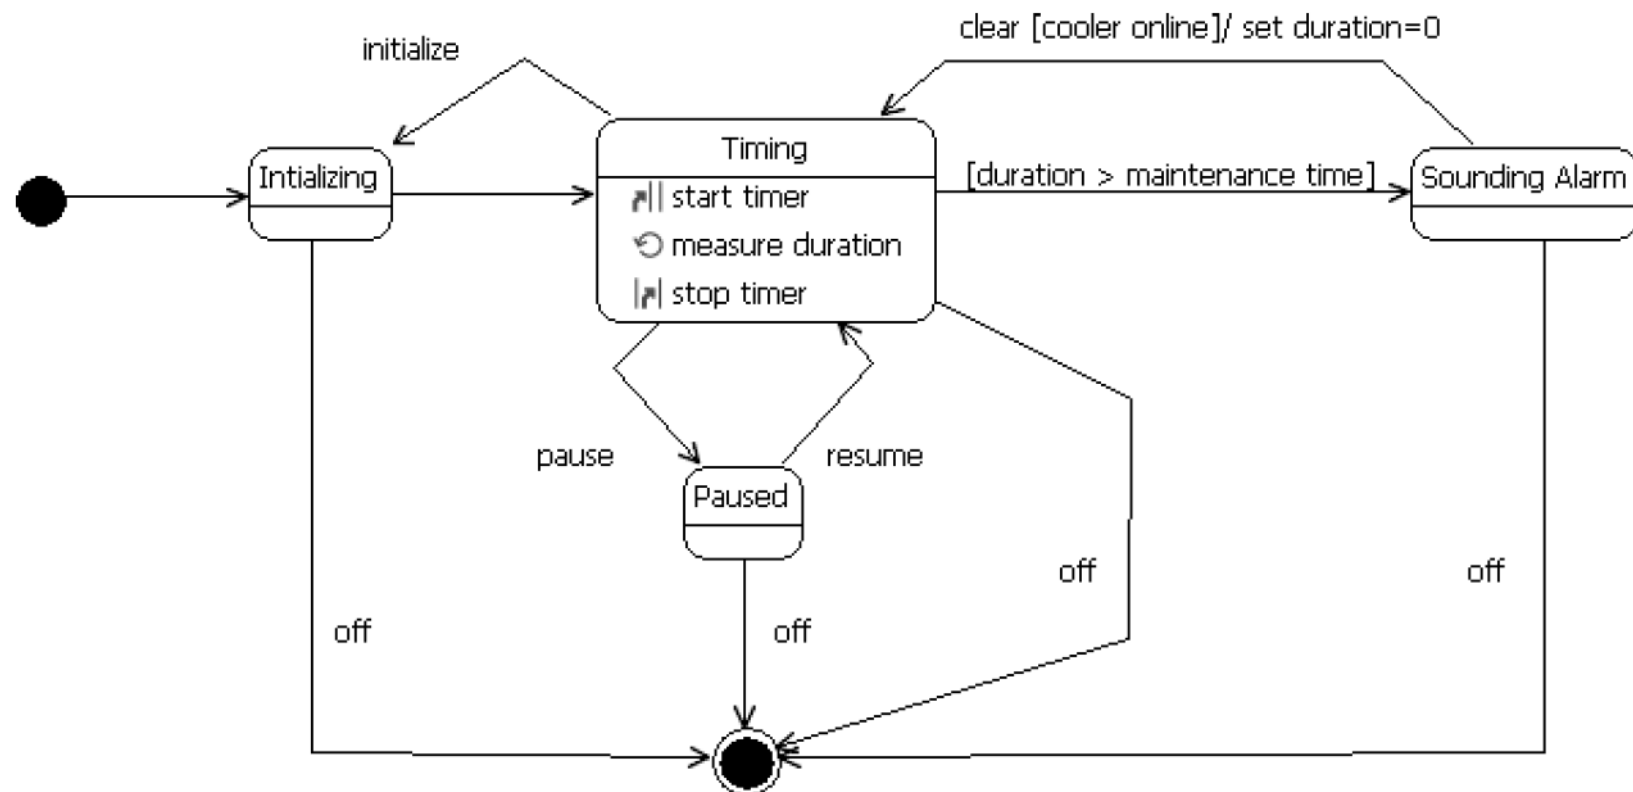 clear [cooler online]/ set duration=0
initialize
Timing
Intializing
[duration > maintenance time]
Sounding Alarm
start timer
measure duration
stop timer
pause
resume
Paused
off
off
off
off